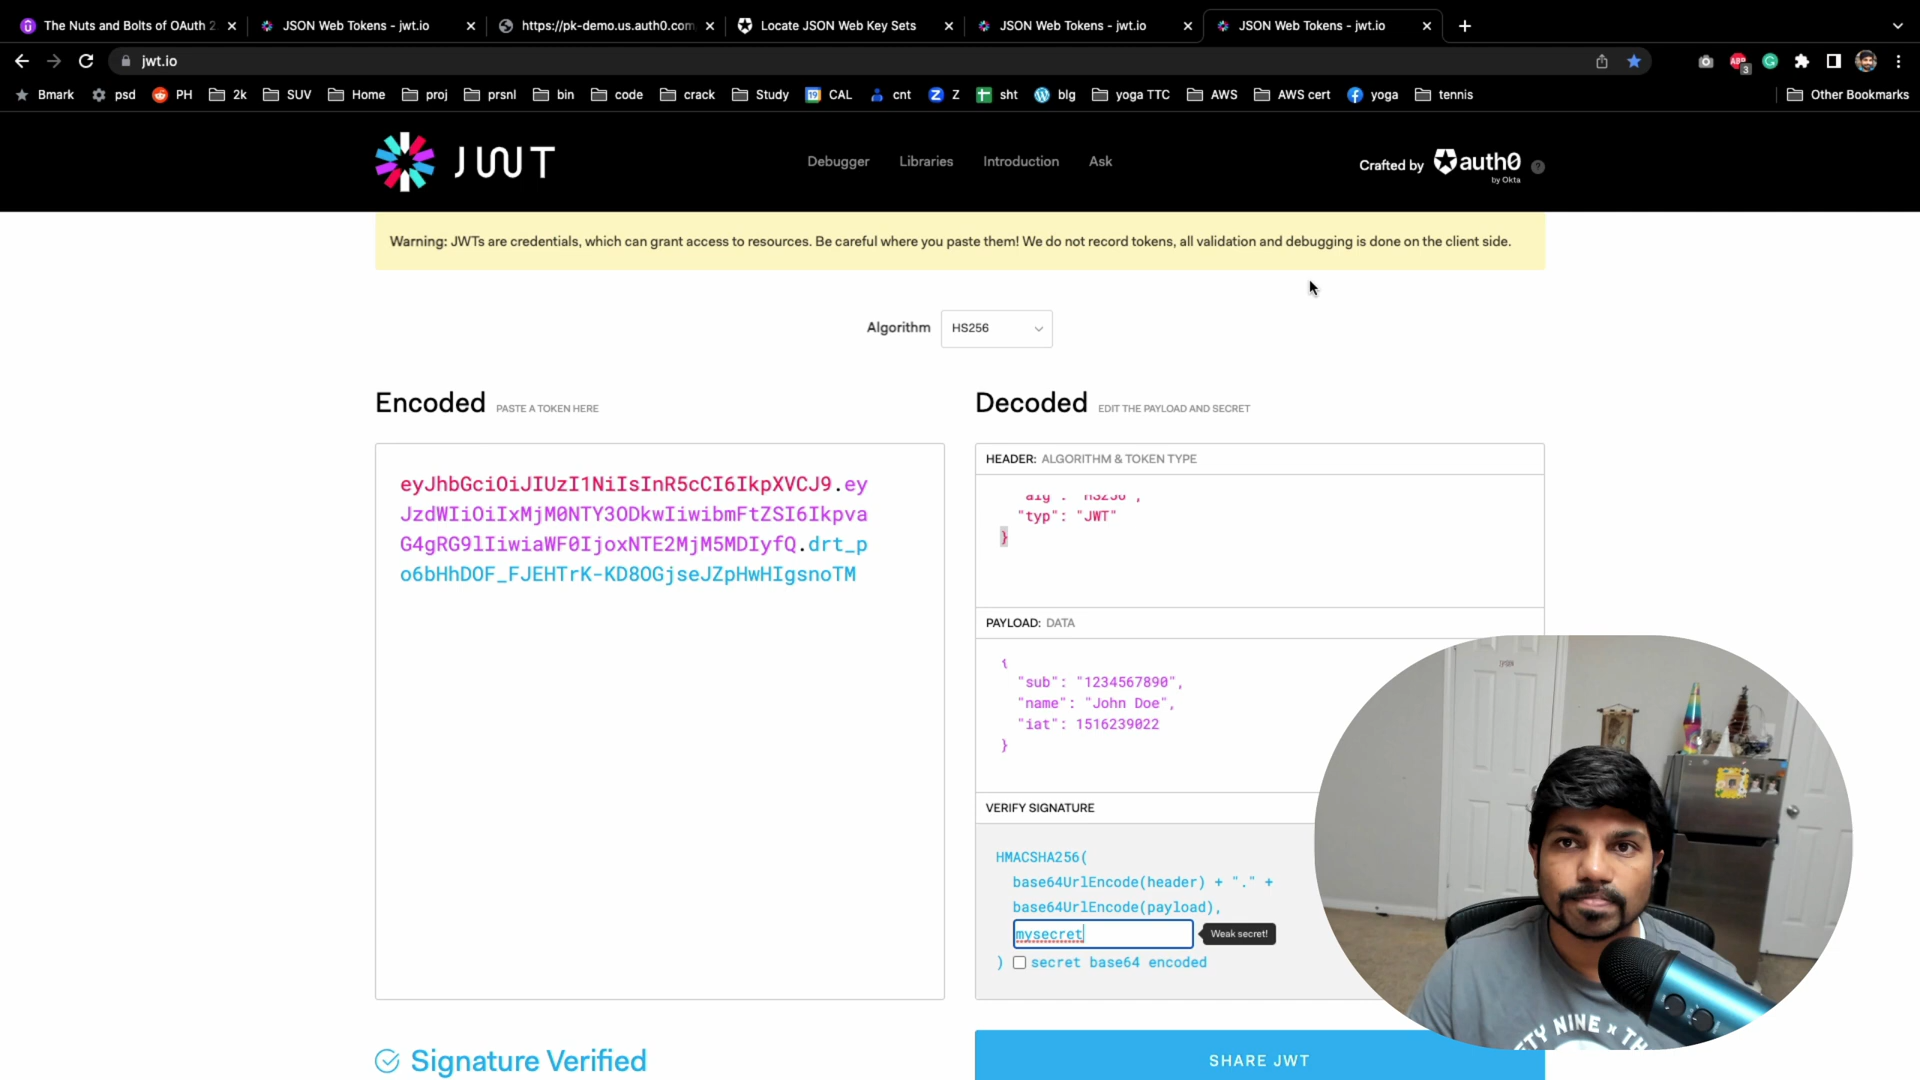 The Nuts and Bolts of OAuth 2.
JSON Web Tokens - jwt.io
https://pk-demo.us.auth0.com
Locate JSON Web Key Sets
JSON Web Tokens - jwt.io
JSON Web Tokens - jwt.io
jwt.io
ABP
3
Bmark
psd
PH
2k
SUV
Home
proj
prsnl
bin
code
crack
Study
19
CAL
cnt
Z
Z
sht
blg
yoga TTC
AWS
AWS cert
yoga
tennis
Other Bookmarks
JWT
Debugger
Libraries
Introduction
Ask
Crafted by
auth0
by Okta
?
Warning: JWTs are credentials, which can grant access to resources. Be careful where you paste them! We do not record tokens, all validation and debugging is done on the client side.
Algorithm
HS256
Encoded PASTE A TOKEN HERE
eyJhbGciOiJIUzI1NiIsInR5cCI6IkpXVCJ9.ey
JzdWIiOiIxMjM0NTY3ODkwIiwibmFtZSI6Ikpva
G4gRG9lIiwiaWF0IjoxNTE2MjM5MDIyfQ.drt_p
o6bHhDOF_FJEHTrK-KD8OGjseJZpHwHIgsnoTM
Signature Verified
Decoded EDIT THE PAYLOAD AND SECRET
HEADER: ALGORITHM & TOKEN TYPE
"alg": "HS256",
"typ": "JWT"
}
PAYLOAD: DATA
{
"sub": "1234567890",
"name": "John Doe",
"iat": 1516239022
}
VERIFY SIGNATURE
HMACSHA256(
base64UrlEncode(header) + "." +
base64UrlEncode(payload),
mysecret
Weak secret!
) secret base64 encoded
SHARE JWT
TY NINE x TH